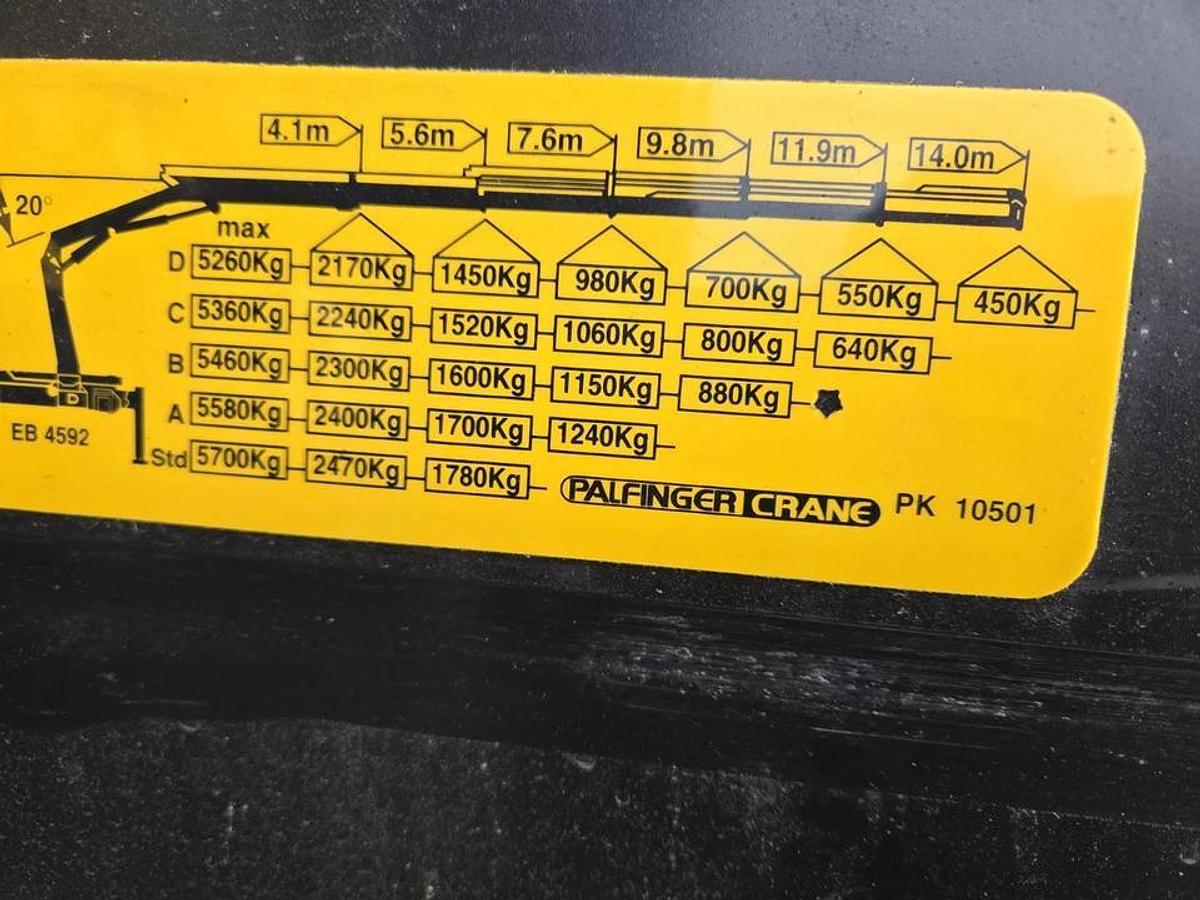 4.1m 5.6m 7.6m 9.8m 11.9m 14.0m
20°
max
D 5260Kg 2170Kg 1450Kg 980Kg 700Kg 550Kg 450Kg
C 5360Kg 2240Kg 1520Kg 1060Kg 800Kg 640Kg
B 5460Kg 2300Kg 1600Kg 1150Kg 880Kg
A 5580Kg 2400Kg 1700Kg 1240Kg
EB 4592
Std 5700Kg 2470Kg 1780Kg
PALFINGER CRANE PK 10501